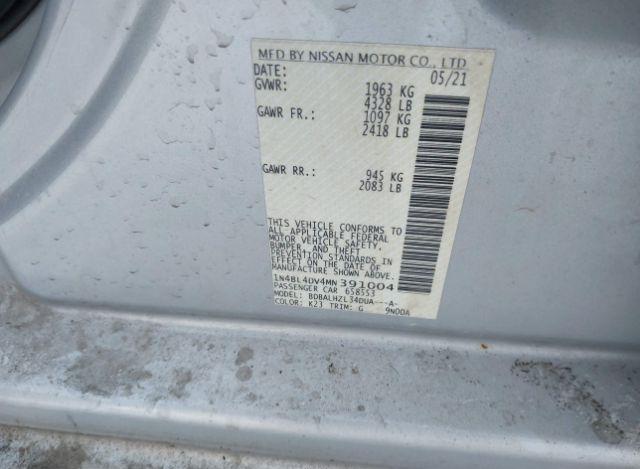 MFD BY NISSAN MOTOR CO., LTD
DATE: 05/21
GVWR: 1963 KG
4328 LB
GAWR FR.: 1097 KG
2418 LB
GAWR RR.: 945 KG
2083 LB
THIS VEHICLE CONFORMS TO
ALL APPLICABLE FEDERAL
MOTOR VEHICLE SAFETY,
BUMPER, AND THEFT
PREVENTION STANDARDS
IN EFFECT ON THE DATE OF
MANUFACTURE SHOWN ABOVE.
1N4BL4DV4MN391004
PASSENGER CAR 658553
MODEL: BDBALHZL34DUA---A-
COLOR: K23 TRIM: G 9N00A